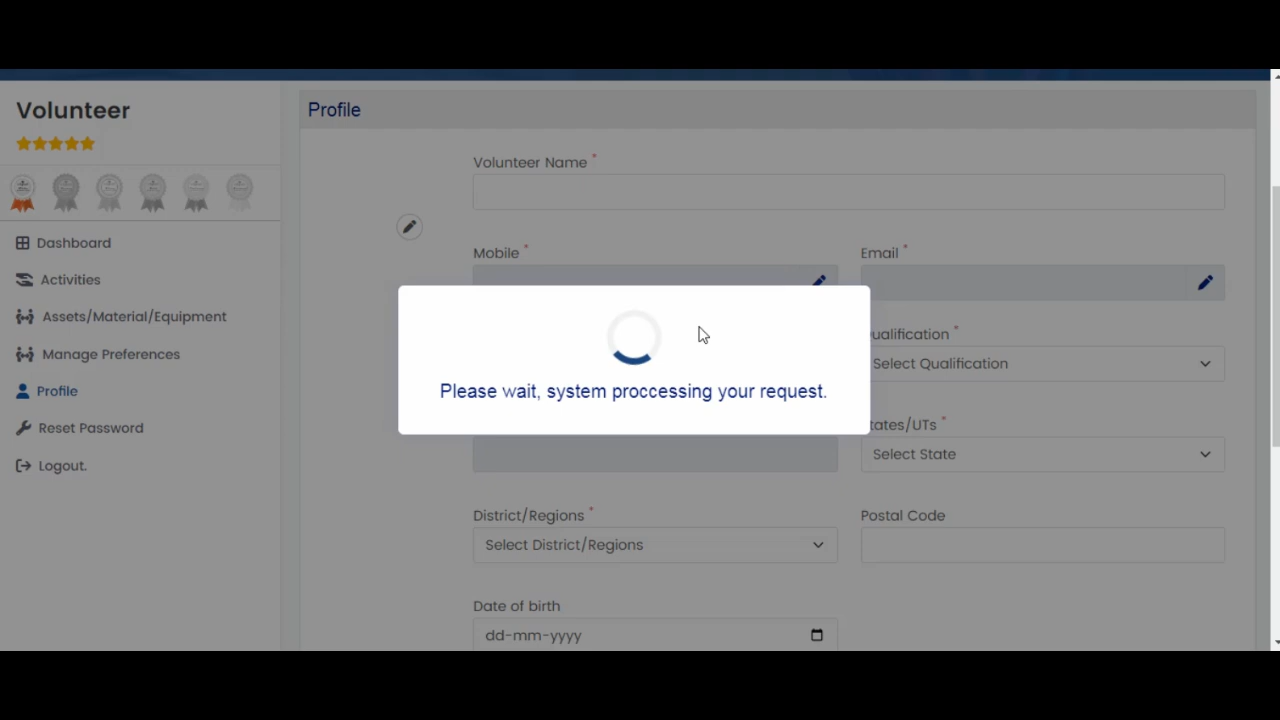 Volunteer
Profile
Volunteer Name *
Dashboard
Mobile *
Email *
Activities
Assets/Material/Equipment
ualification *
Manage Preferences
Select Qualification
Please wait, system proccessing your request.
Profile
Reset Password
tates/UTs *
Select State
Logout.
District/Regions *
Postal Code
Select District/Regions
Date of birth
dd-mm-yyyy